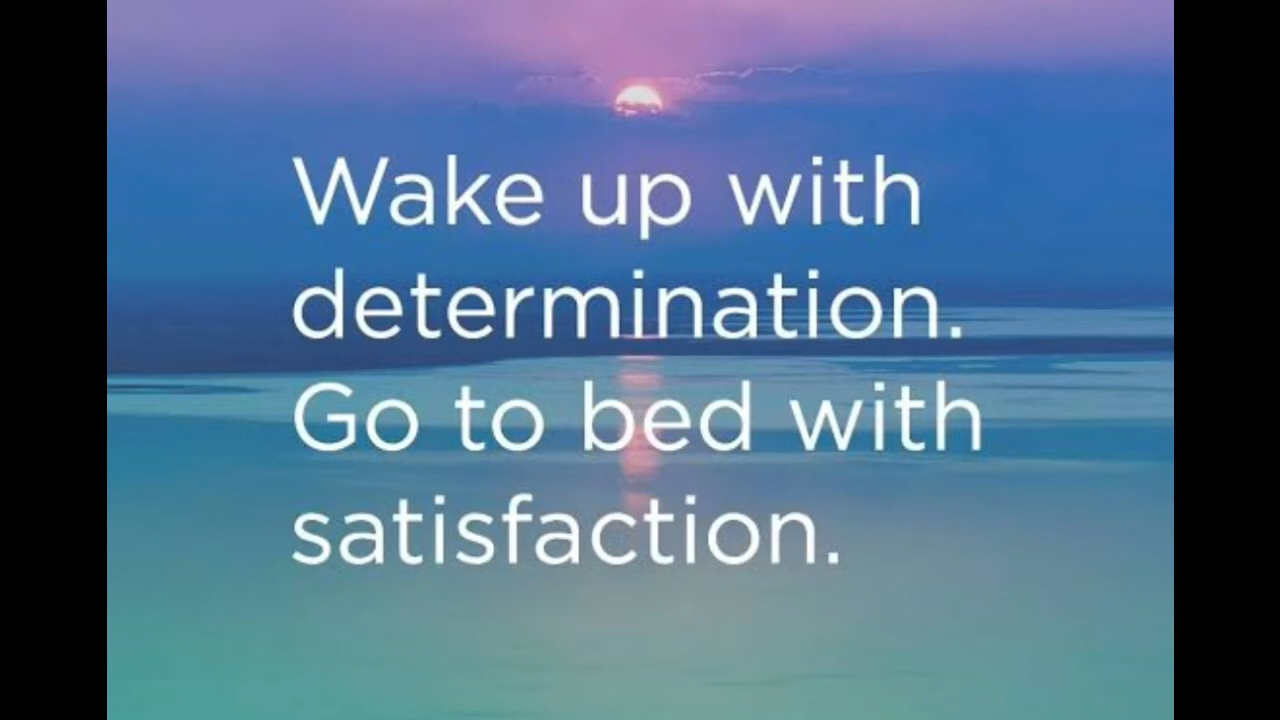 Wake up with
determination.
Go to bed with
satisfaction.